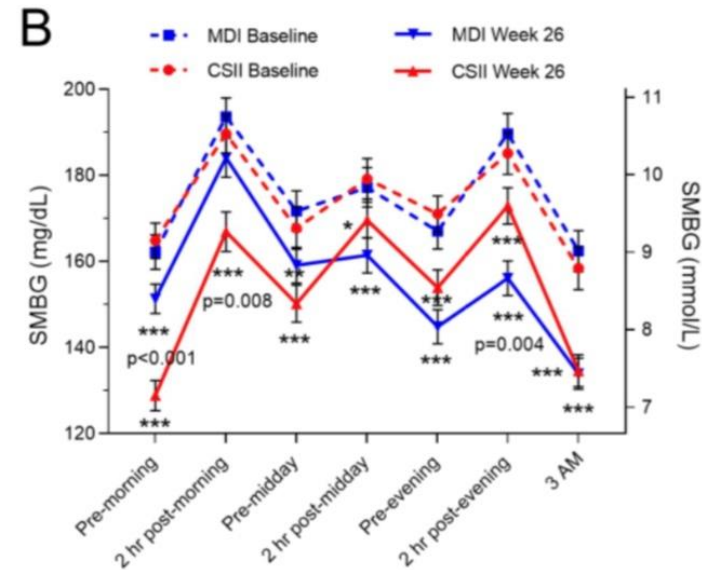 B
MDI Baseline
MDI Week 26
CSII Baseline
CSII Week 26
SMBG (mg/dL)
200
180
160
140
120
SMBG (mmol/L)
11
10
9
8
7
***
p<0.001
***
***
p=0.008
**
***
*
***
***
***
***
***
p=0.004
***
***
Pre-morning
2 hr post-morning
Pre-midday
2 hr post-midday
Pre-evening
2 hr post-evening
3 AM